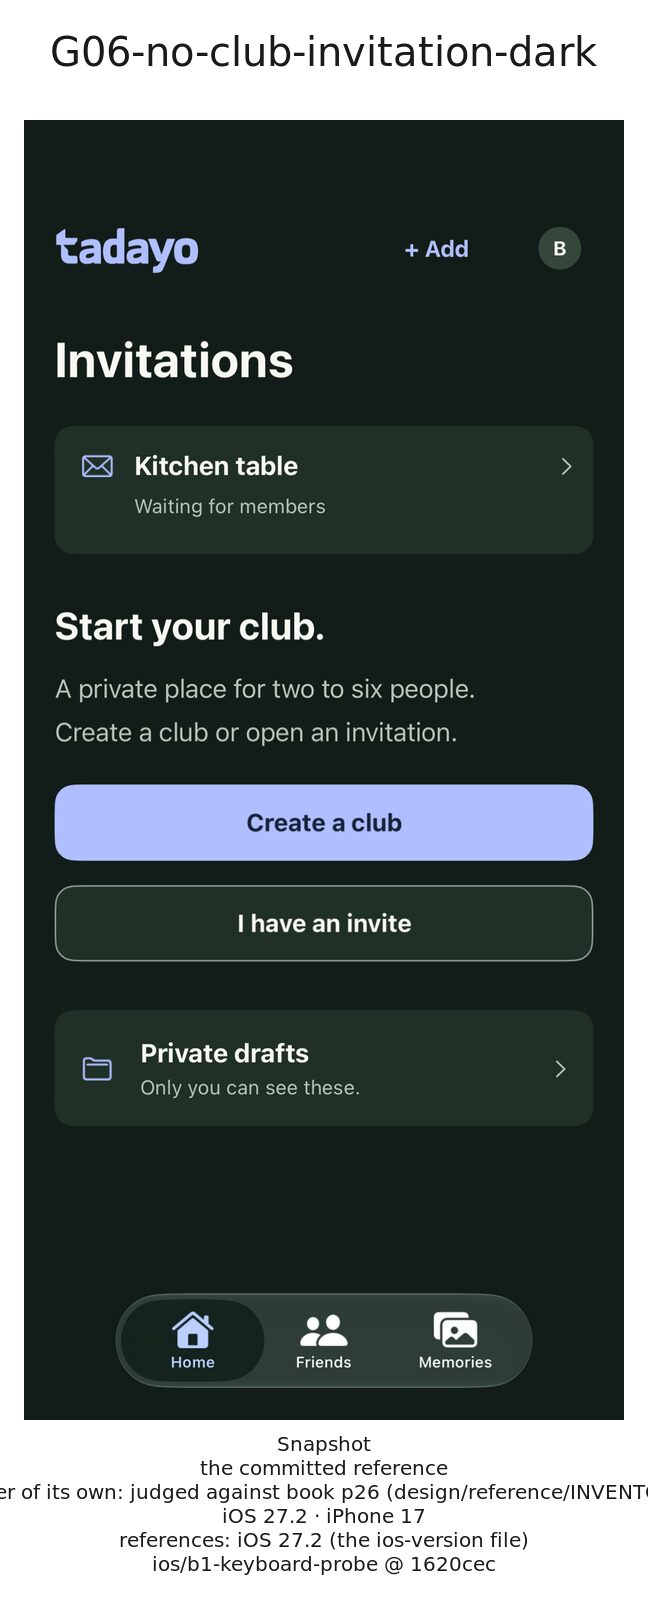 G06-no-club-invitation-dark
tadayo
+ Add
B
Invitations
Kitchen table
Waiting for members
Start your club.
A private place for two to six people.
Create a club or open an invitation.
Create a club
I have an invite
Private drafts
Only you can see these.
Home
Friends
Memories
Snapshot
the committed reference
of its own: judged against book p26
iOS 27.2 · iPhone 17
references: iOS 27.2 (the ios-version file)
ios/b1-keyboard-probe @ 1620cec